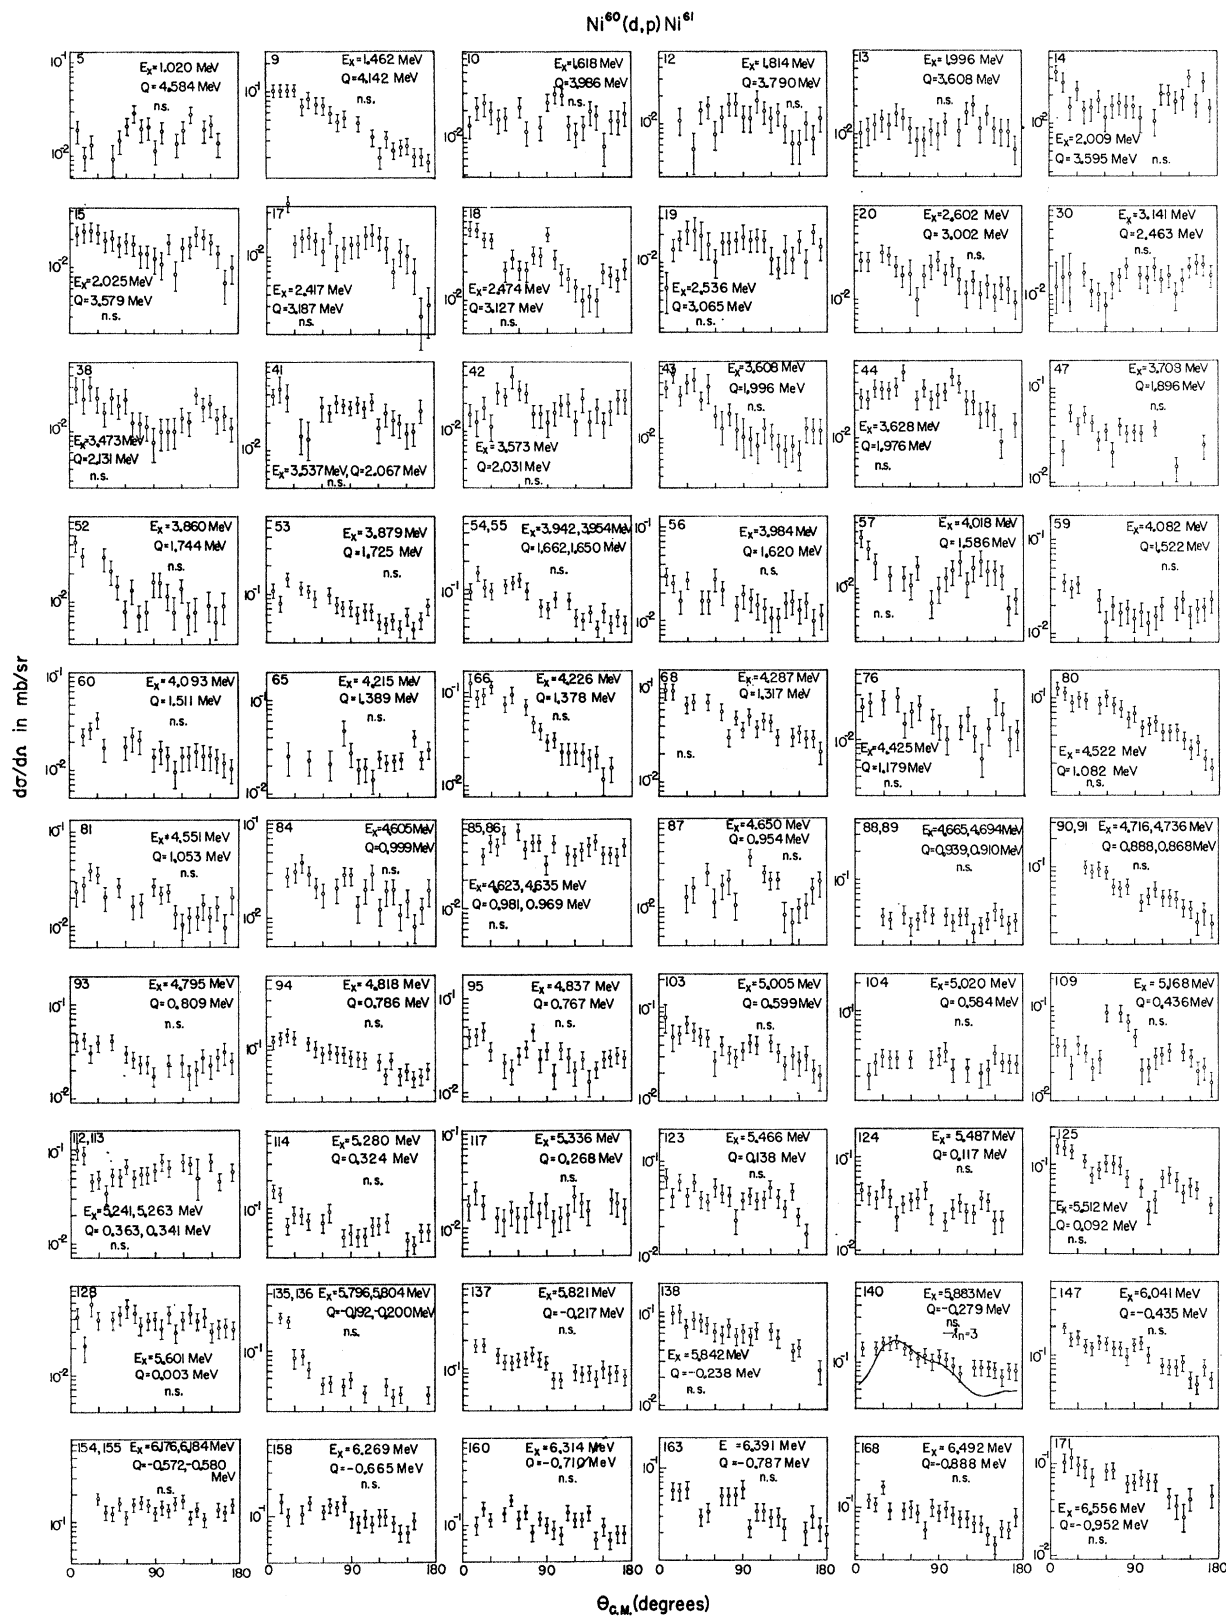 Ni⁶⁰(d,p)Ni⁶¹
dσ/dΩ in mb/sr
5
Eₓ=1.020 MeV
Q=4.584 MeV
n.s.
9
Eₓ=1.462 MeV
Q=4.142 MeV
n.s.
10
Eₓ=1.618 MeV
Q=3.986 MeV
n.s.
12
Eₓ=1.814 MeV
Q=3.790 MeV
n.s.
13
Eₓ=1.996 MeV
Q=3.608 MeV
n.s.
14
Eₓ=2.009 MeV
Q=3.595 MeV n.s.
15
Eₓ=2.025 MeV
Q=3.579 MeV
n.s.
17
Eₓ=2.417 MeV
Q=3.187 MeV
n.s.
18
Eₓ=2.474 MeV
Q=3.127 MeV
n.s.
19
Eₓ=2.536 MeV
Q=3.065 MeV
n.s.
20
Eₓ=2.602 MeV
Q=3.002 MeV
n.s.
30
Eₓ=3.141 MeV
Q=2.463 MeV
n.s.
38
Eₓ=3.473 MeV
Q=2.131 MeV
n.s.
41
Eₓ=3.537 MeV, Q=2.067 MeV
n.s.
42
Eₓ=3.573 MeV
Q=2.031 MeV
n.s.
43
Eₓ=3.608 MeV
Q=1.996 MeV
n.s.
44
Eₓ=3.628 MeV
Q=1.976 MeV
n.s.
47
Eₓ=3.708 MeV
Q=1.896 MeV
n.s.
52
Eₓ=3.860 MeV
Q=1.744 MeV
n.s.
53
Eₓ=3.879 MeV
Q=1.725 MeV
n.s.
54,55
Eₓ=3.942,3.954 MeV
Q=1.662,1.650 MeV
n.s.
56
Eₓ=3.984 MeV
Q=1.620 MeV
n.s.
57
Eₓ=4.018 MeV
Q=1.586 MeV
n.s.
59
Eₓ=4.082 MeV
Q=1.522 MeV
n.s.
60
Eₓ=4.093 MeV
Q=1.511 MeV
n.s.
65
Eₓ=4.215 MeV
Q=1.389 MeV
n.s.
66
Eₓ=4.226 MeV
Q=1.378 MeV
n.s.
68
Eₓ=4.287 MeV
Q=1.317 MeV
n.s.
76
Eₓ=4.425 MeV
Q=1.179 MeV
n.s.
80
Eₓ=4.522 MeV
Q=1.082 MeV
n.s.
81
Eₓ=4.551 MeV
Q=1.053 MeV
n.s.
84
Eₓ=4.605 MeV
Q=0.999 MeV
n.s.
85,86
Eₓ=4.623,4.635 MeV
Q=0.981, 0.969 MeV
n.s.
87
Eₓ=4.650 MeV
Q=0.954 MeV
n.s.
88,89
Eₓ=4.665,4.694 MeV
Q=0.939,0.910 MeV
n.s.
90,91
Eₓ=4.716,4.736 MeV
Q=0.888,0.868 MeV
n.s.
93
Eₓ=4.795 MeV
Q=0.809 MeV
n.s.
94
Eₓ=4.818 MeV
Q=0.786 MeV
n.s.
95
Eₓ=4.837 MeV
Q=0.767 MeV
n.s.
103
Eₓ=5.005 MeV
Q=0.599 MeV
n.s.
104
Eₓ=5.020 MeV
Q=0.584 MeV
n.s.
109
Eₓ=5.168 MeV
Q=0.436 MeV
n.s.
112,113
Eₓ=5.241,5.263 MeV
Q=0.363, 0.341 MeV
n.s.
114
Eₓ=5.280 MeV
Q=0.324 MeV
n.s.
117
Eₓ=5.336 MeV
Q=0.268 MeV
n.s.
123
Eₓ=5.466 MeV
Q=0.138 MeV
n.s.
124
Eₓ=5.487 MeV
Q=0.117 MeV
n.s.
125
Eₓ=5.512 MeV
Q=0.092 MeV
n.s.
128
Eₓ=5.601 MeV
Q=0.003 MeV
n.s.
135,136
Eₓ=5.796,5.804 MeV
Q=-0.192,-0.200 MeV
n.s.
137
Eₓ=5.821 MeV
Q=-0.217 MeV
n.s.
138
Eₓ=5.842 MeV
Q=-0.238 MeV
n.s.
140
Eₓ=5.883 MeV
Q=-0.279 MeV
n.s.
147
Eₓ=6.041 MeV
Q=-0.435 MeV
n.s.
154,155
Eₓ=6.176,6.184 MeV
Q=-0.572,-0.580
MeV
n.s.
158
Eₓ=6.269 MeV
Q=-0.665 MeV
n.s.
160
Eₓ=6.314 MeV
Q=-0.710 MeV
n.s.
163
E =6.391 MeV
Q=-0.787 MeV
n.s.
168
Eₓ=6.492 MeV
Q=-0.888 MeV
n.s.
171
Eₓ=6.556 MeV
Q=-0.952 MeV
n.s.
0 90 180 0 90 180 0 90 180 0 90 180 0 90 180 0 90 180
θ_C.M. (degrees)